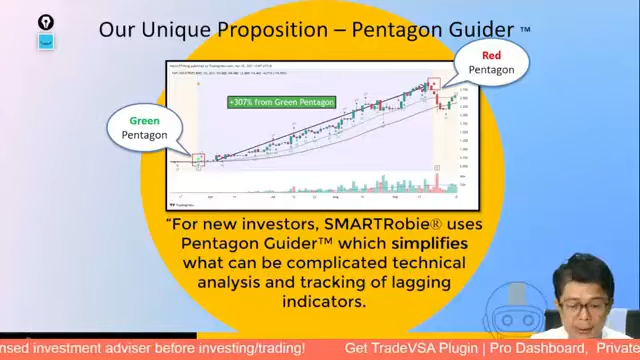 Our Unique Proposition – Pentagon Guider ™
Red
Pentagon
+307% from Green Pentagon
Green
Pentagon
TradingView
“For new investors, SMARTRobie® uses
Pentagon Guider™ which simplifies
what can be complicated technical
analysis and tracking of lagging
indicators.
nsed investment adviser before investing/trading!
Get TradeVSA Plugin | Pro Dashboard, Private